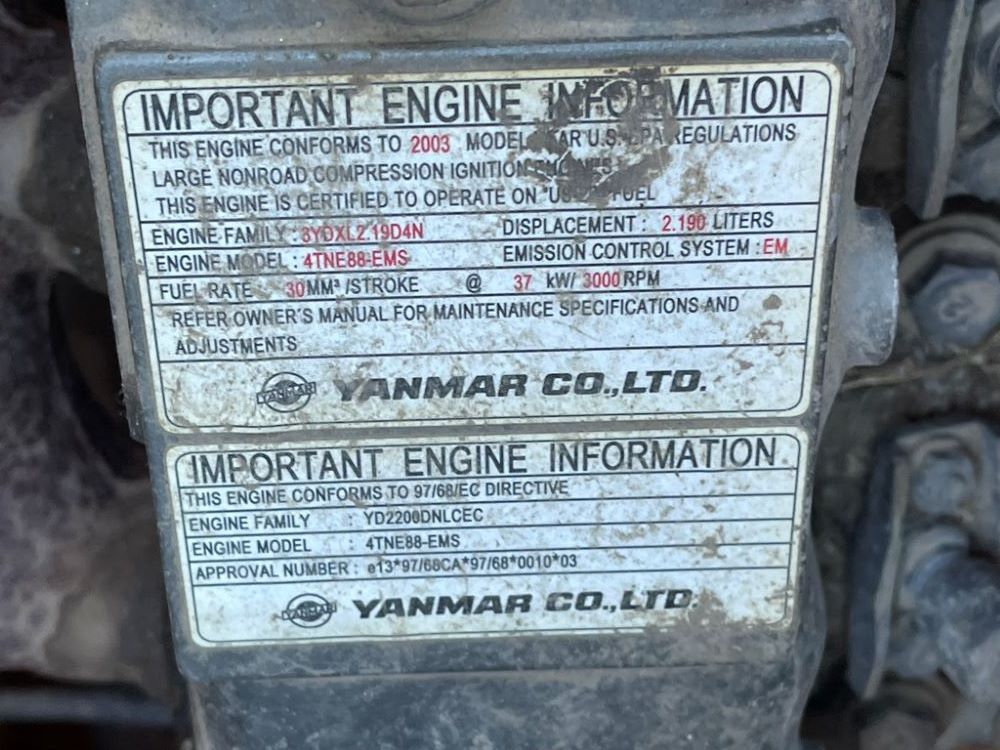 IMPORTANT ENGINE INFORMATION
THIS ENGINE CONFORMS TO 2003 MODEL U.S. EPA REGULATIONS
LARGE NONROAD COMPRESSION IGNITION
THIS ENGINE IS CERTIFIED TO OPERATE ON FUEL
ENGINE FAMILY : 3YDXL2.19D4N DISPLACEMENT : 2.190 LITERS
ENGINE MODEL : 4TNE88-EMS EMISSION CONTROL SYSTEM : EM
FUEL RATE 30 MM³ /STROKE @ 37 kW/ 3000 RPM
REFER OWNER'S MANUAL FOR MAINTENANCE SPECIFICATIONS AND
ADJUSTMENTS
YANMAR YANMAR CO.,LTD.
IMPORTANT ENGINE INFORMATION
THIS ENGINE CONFORMS TO 97/68/EC DIRECTIVE
ENGINE FAMILY : YD2200DNLCEC
ENGINE MODEL : 4TNE88-EMS
APPROVAL NUMBER : e13*97/68CA*97/68*0010*03
YANMAR YANMAR CO.,LTD.